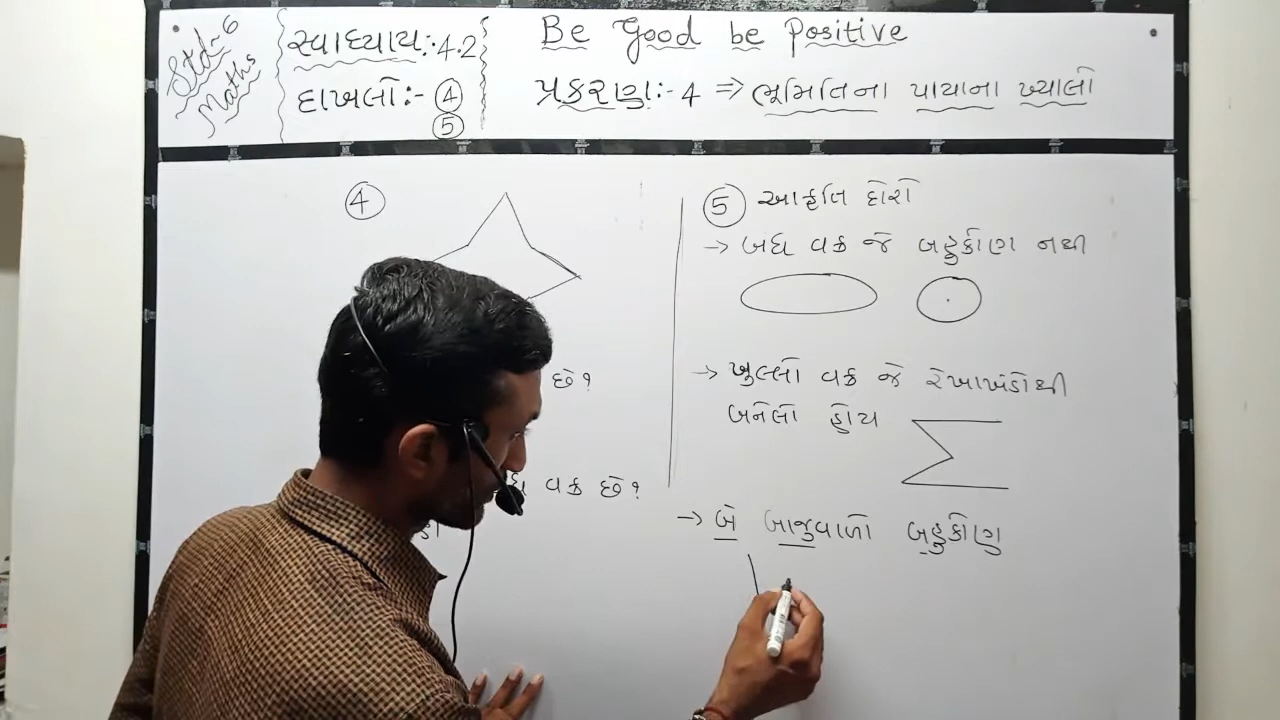 Std-6
Maths
સ્વાધ્યાય:-4.2
દાખલો:- 4
5
Be Good be Positive
પ્રકરણ:- 4 ⇒ ભૂમિતિના પાયાના ખ્યાલો
4
છે?
વક્ર છે?
5 આકૃતિ દોરો
→ બંધ વક્ર જે બહુકોણ નથી
→ ખુલ્લો વક્ર જે રેખાખંડોથી
બનેલો હોય
→ બે બાજુવાળો બહુકોણ